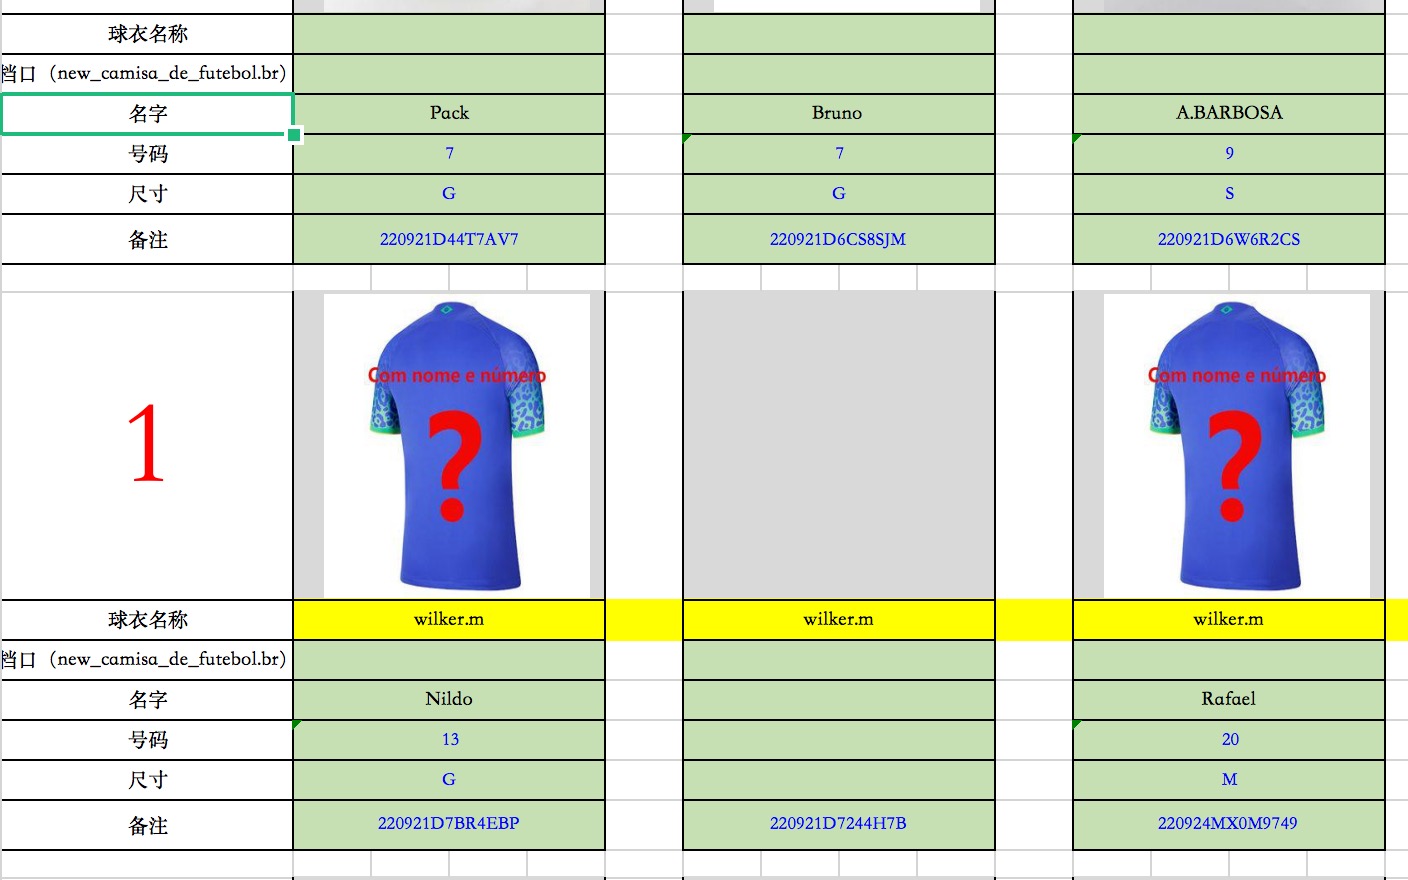 球衣名称
档口（new_camisa_de_futebol.br）
名字 Pack Bruno A.BARBOSA
号码 7 7 9
尺寸 G G S
备注 220921D44T7AV7 220921D6CS8SJM 220921D6W6R2CS
1
Com nome e número
?
Com nome e número
?
球衣名称 wilker.m wilker.m wilker.m
档口（new_camisa_de_futebol.br）
名字 Nildo Rafael
号码 13 20
尺寸 G M
备注 220921D7BR4EBP 220921D7244H7B 220924MX0M9749